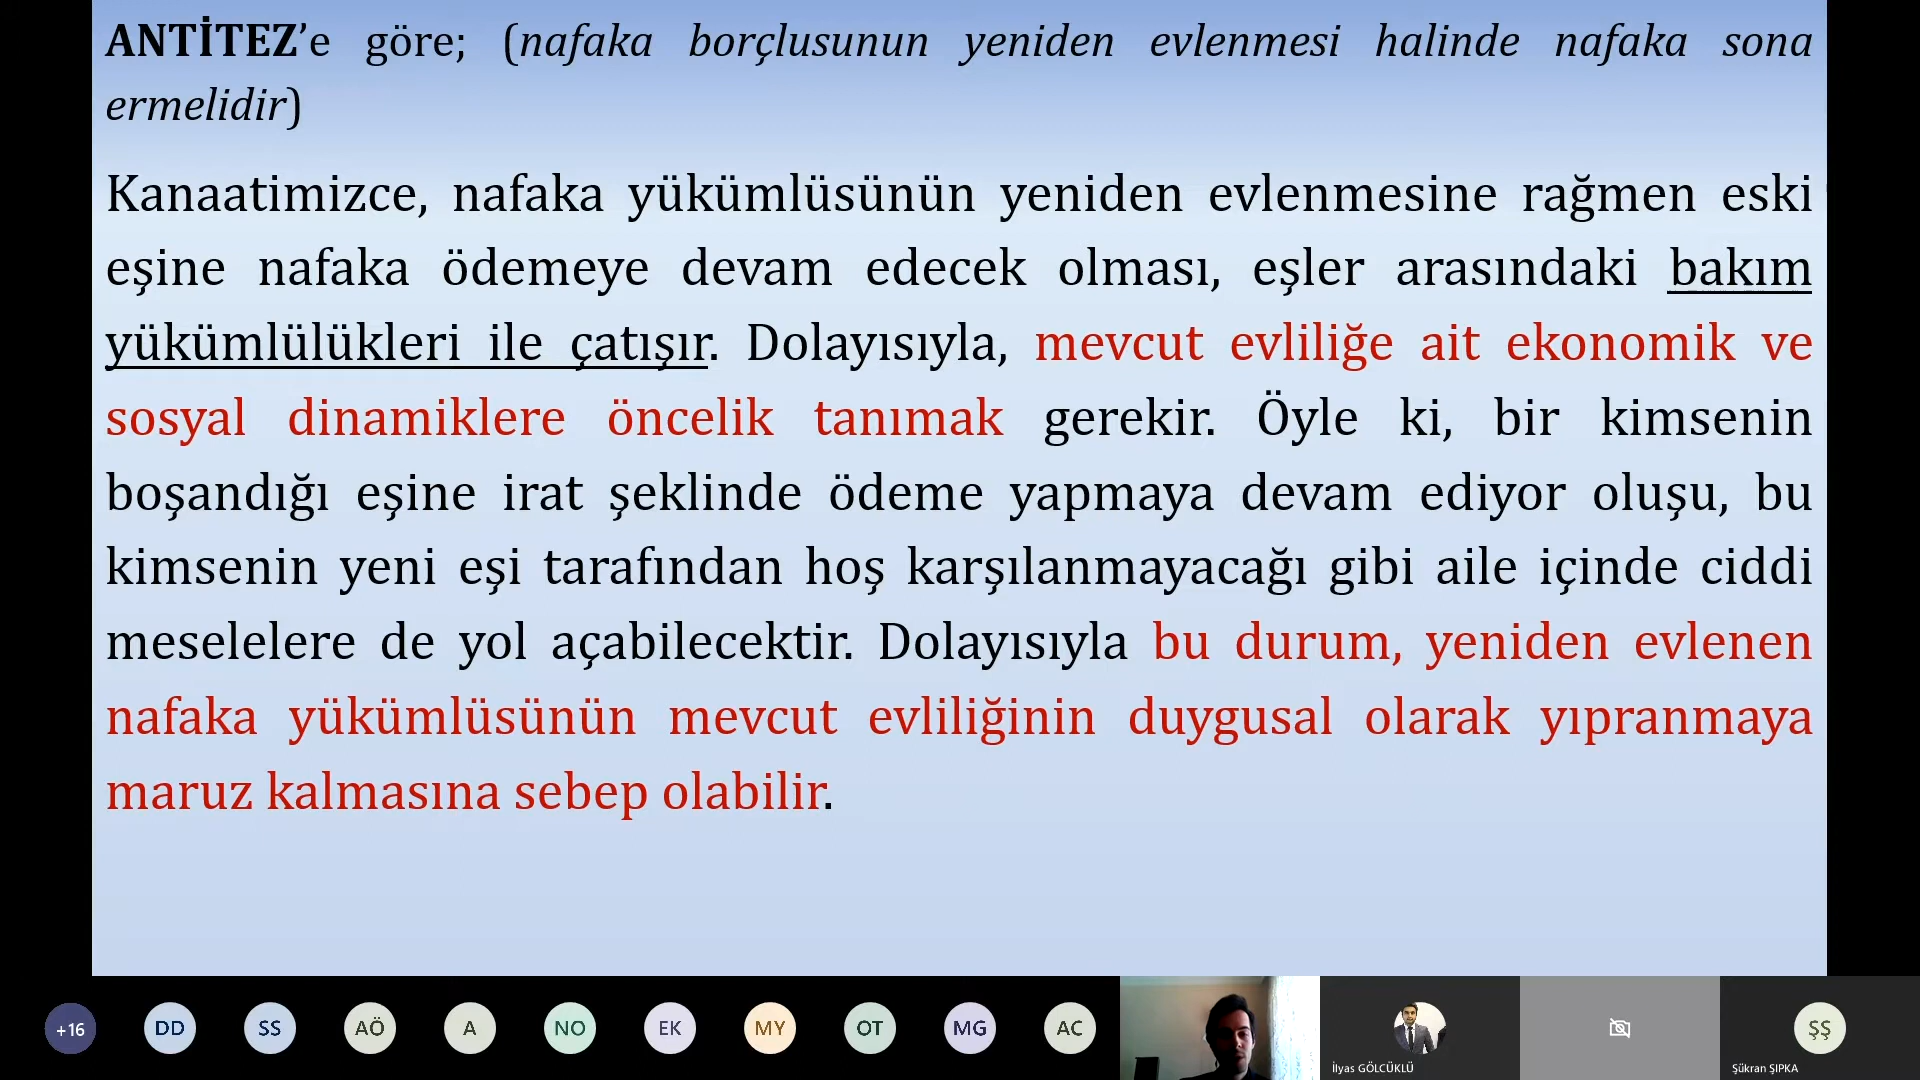 ANTİTEZ’e göre; (nafaka borçlusunun yeniden evlenmesi halinde nafaka sona
ermelidir)
Kanaatimizce, nafaka yükümlüsünün yeniden evlenmesine rağmen eski
eşine nafaka ödemeye devam edecek olması, eşler arasındaki bakım
yükümlülükleri ile çatışır. Dolayısıyla, mevcut evliliğe ait ekonomik ve
sosyal dinamiklere öncelik tanımak gerekir. Öyle ki, bir kimsenin
boşandığı eşine irat şeklinde ödeme yapmaya devam ediyor oluşu, bu
kimsenin yeni eşi tarafından hoş karşılanmayacağı gibi aile içinde ciddi
meselelere de yol açabilecektir. Dolayısıyla bu durum, yeniden evlenen
nafaka yükümlüsünün mevcut evliliğinin duygusal olarak yıpranmaya
maruz kalmasına sebep olabilir.
+16 DD SS AÖ A NO EK MY OT MG AC ŞŞ
İlyas GÖLCÜKLÜ Şükran ŞIPKA